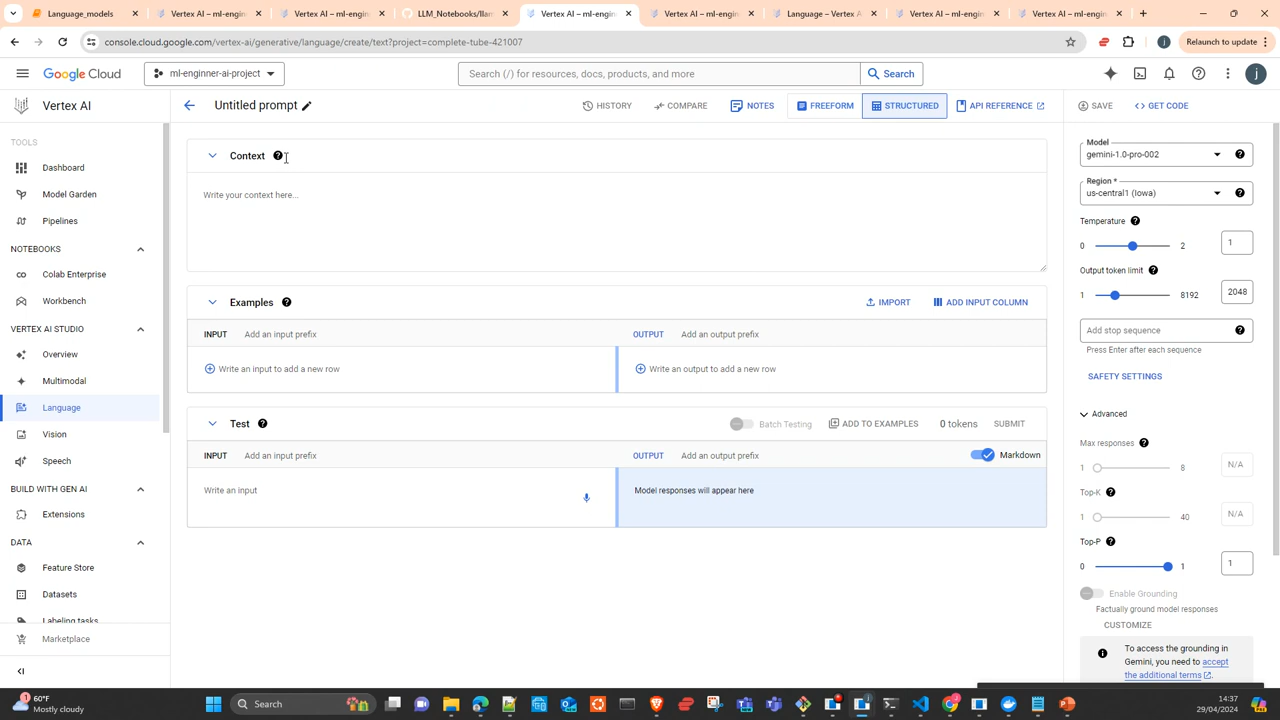 Language_models
Vertex AI – ml-engin
Vertex AI – ml-engin
LLM_Notebooks/llam
Vertex AI – ml-engin
Vertex AI – ml-engin
Language – Vertex A
Vertex AI – ml-engin
Vertex AI – ml-engin
console.cloud.google.com/vertex-ai/generative/language/create/text?project=complete-tube-421007
Relaunch to update
Google Cloud
ml-enginner-ai-project
Search (/) for resources, docs, products, and more
Search
Vertex AI
Untitled prompt
HISTORY
COMPARE
NOTES
FREEFORM
STRUCTURED
API REFERENCE
SAVE
GET CODE
TOOLS
Dashboard
Model Garden
Pipelines
NOTEBOOKS
Colab Enterprise
Workbench
VERTEX AI STUDIO
Overview
Multimodal
Language
Vision
Speech
BUILD WITH GEN AI
Extensions
DATA
Feature Store
Datasets
Labeling tasks
Marketplace
Context
Write your context here...
Examples
IMPORT
ADD INPUT COLUMN
INPUT
Add an input prefix
OUTPUT
Add an output prefix
Write an input to add a new row
Write an output to add a new row
Test
Batch Testing
ADD TO EXAMPLES
0 tokens
SUBMIT
INPUT
Add an input prefix
OUTPUT
Add an output prefix
Markdown
Write an input
Model responses will appear here
Model
gemini-1.0-pro-002
Region *
us-central1 (Iowa)
Temperature
0
2
1
Output token limit
1
8192
2048
Add stop sequence
Press Enter after each sequence
SAFETY SETTINGS
Advanced
Max responses
1
8
N/A
Top-K
1
40
N/A
Top-P
0
1
1
Enable Grounding
Factually ground model responses
CUSTOMIZE
To access the grounding in
Gemini, you need to accept
the additional terms.
60°F
Mostly cloudy
Search
14:37
29/04/2024